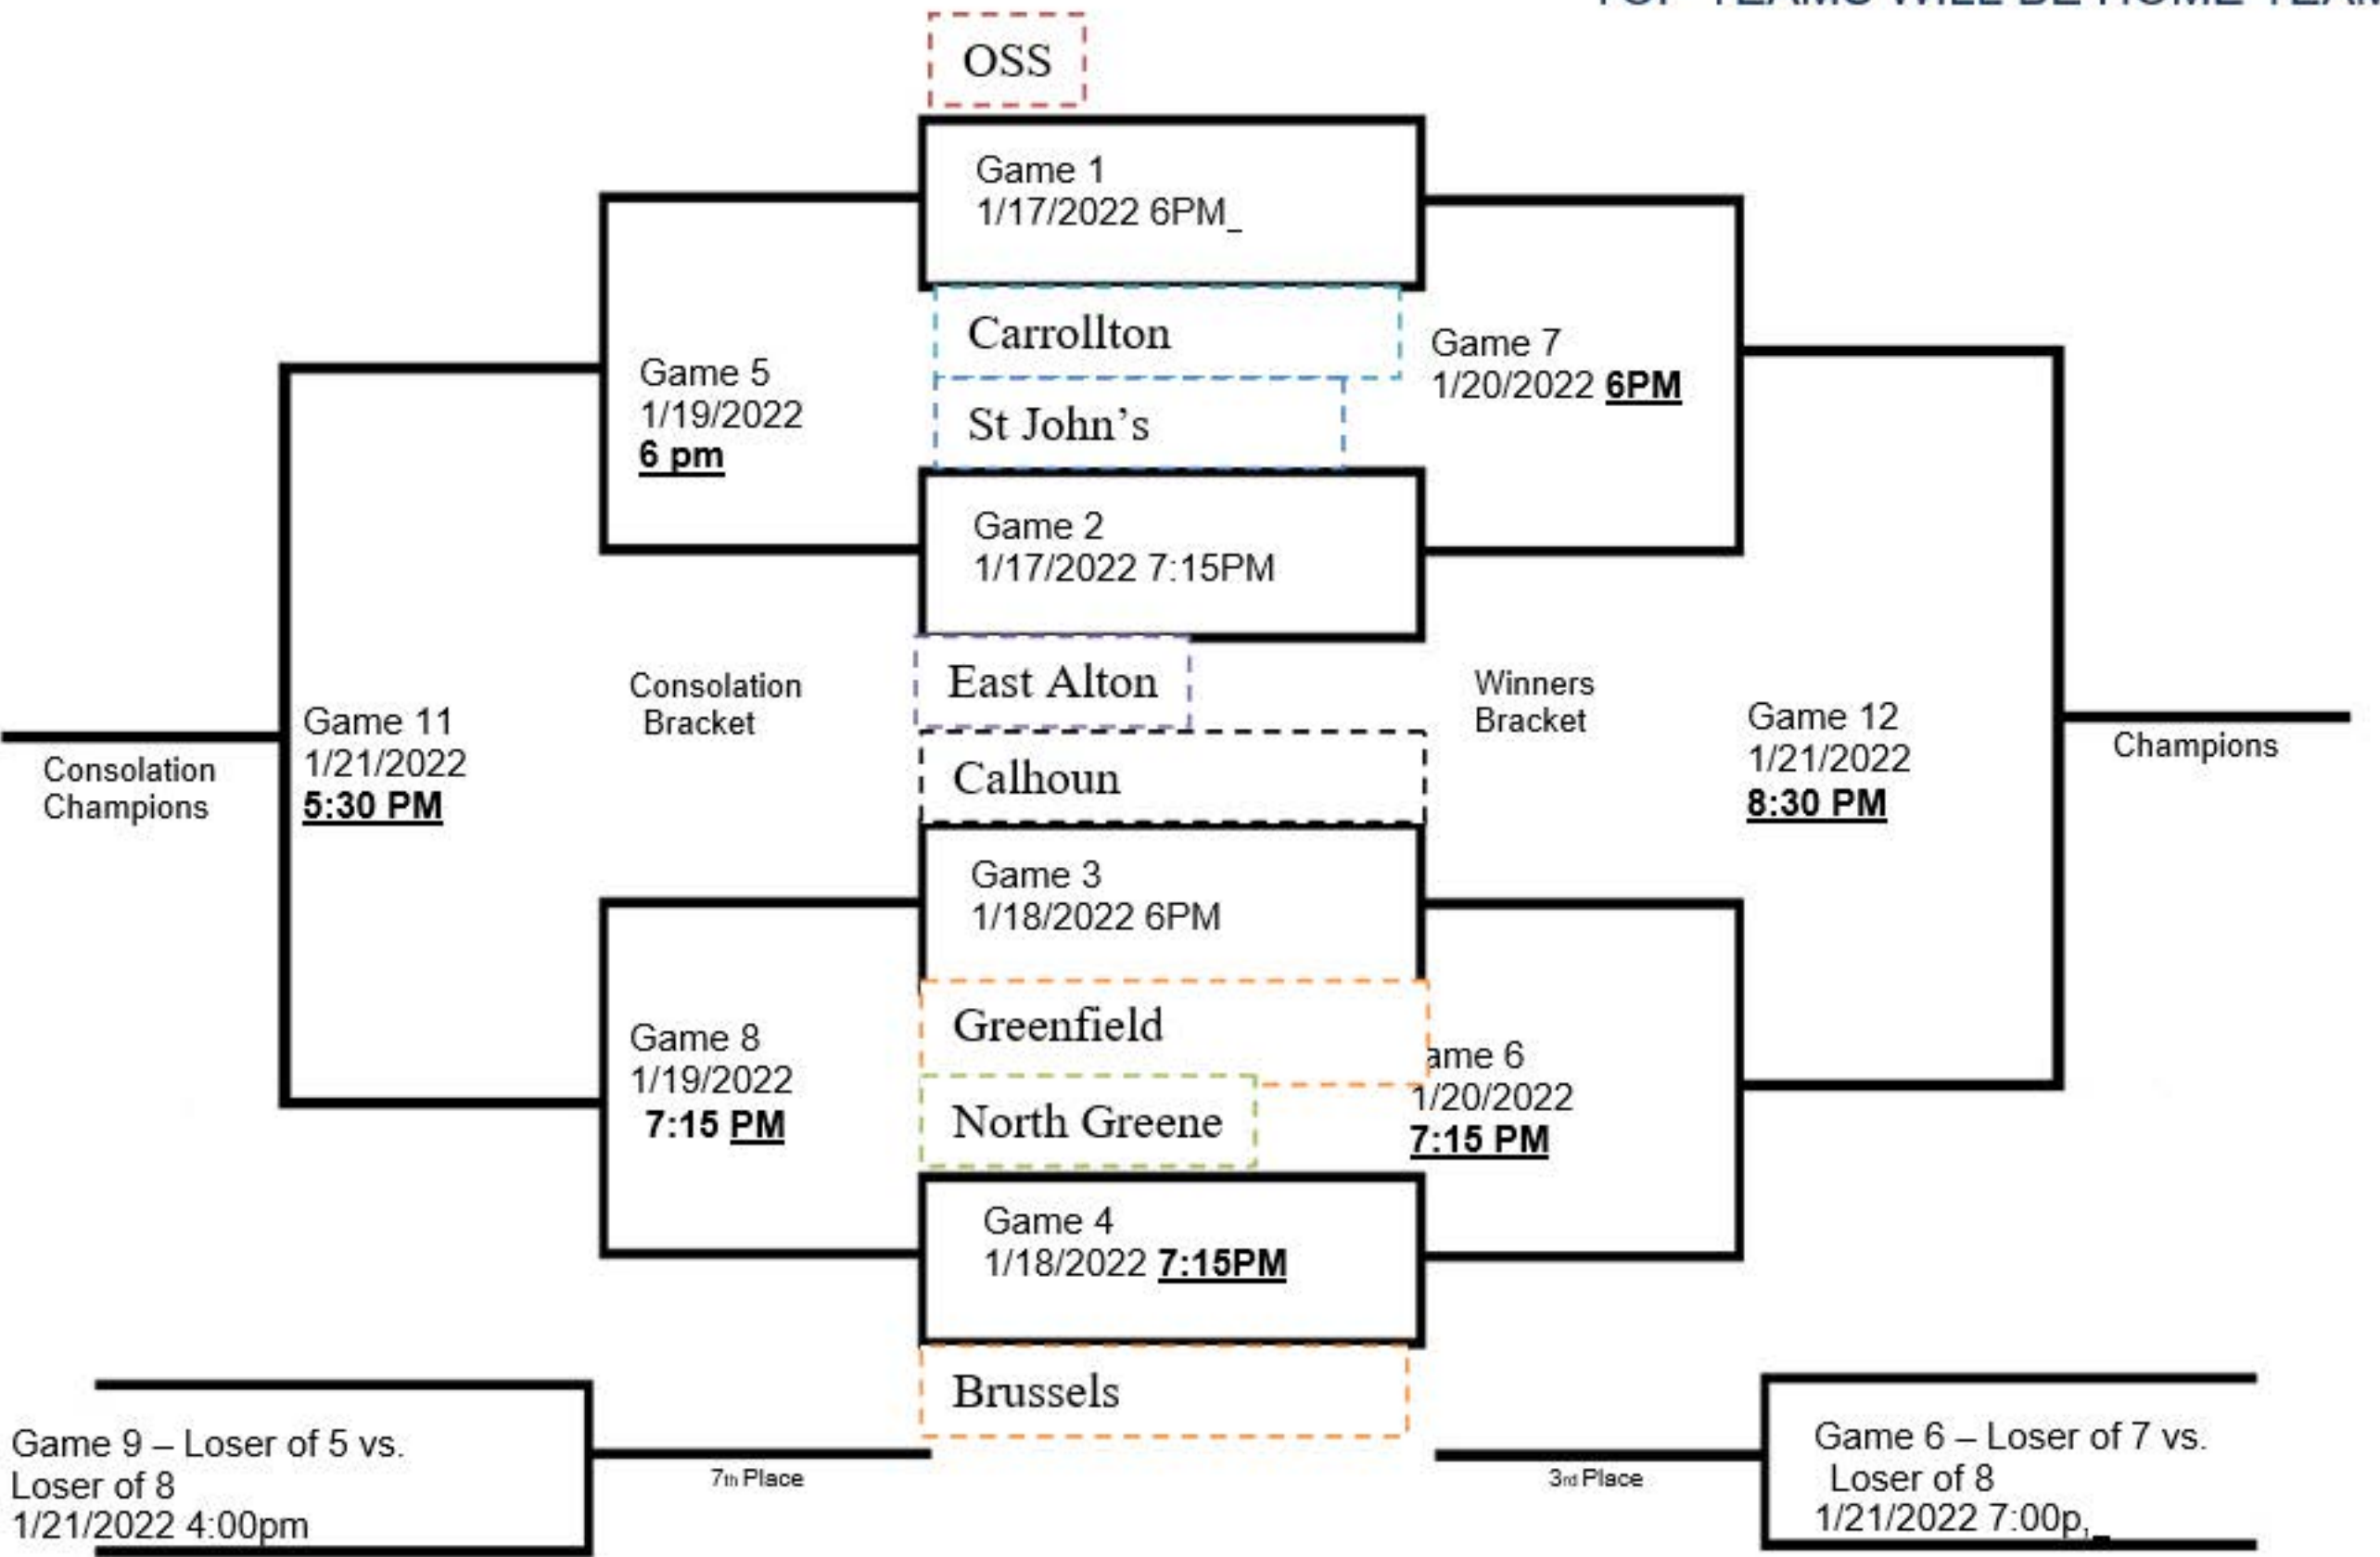 TOP TEAMS WILL BE HOME TEAM
OSS
Game 1
1/17/2022 6PM_
Carrollton
Game 7
1/20/2022 6PM
Game 5
1/19/2022
6 pm
St John’s
Game 2
1/17/2022 7:15PM
East Alton
Consolation
Bracket
Winners
Bracket
Game 11
1/21/2022
5:30 PM
Consolation
Champions
Calhoun
Game 12
1/21/2022
8:30 PM
Champions
Game 3
1/18/2022 6PM
Greenfield
Game 8
1/19/2022
7:15 PM
ame 6
1/20/2022
7:15 PM
North Greene
Game 4
1/18/2022 7:15PM
Brussels
Game 9 – Loser of 5 vs.
Loser of 8
1/21/2022 4:00pm
7th Place
3rd Place
Game 6 – Loser of 7 vs.
Loser of 8
1/21/2022 7:00p,_